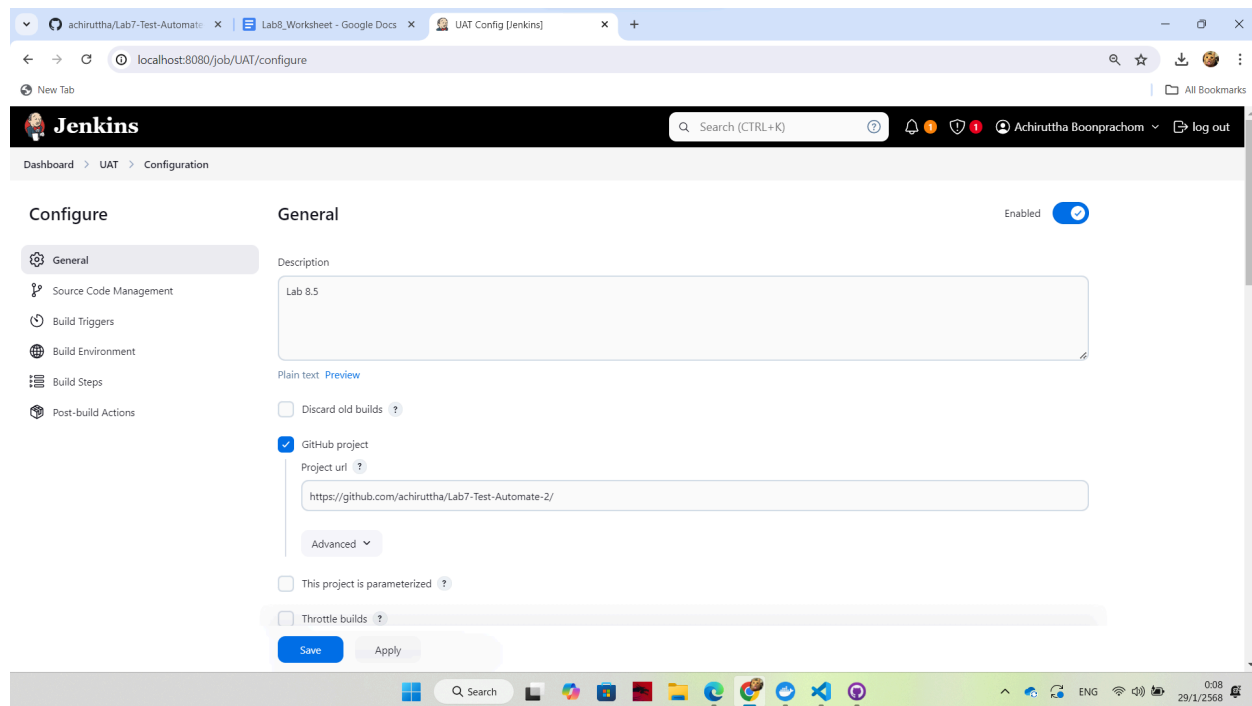 achiruttha/Lab7-Test-Automate
Lab8_Worksheet - Google Docs
UAT Config [Jenkins]
localhost:8080/job/UAT/configure
New Tab
All Bookmarks
Jenkins
Search (CTRL+K)
?
1
1
Achiruttha Boonprachom
log out
Dashboard > UAT > Configuration
Configure
General
Source Code Management
Build Triggers
Build Environment
Build Steps
Post-build Actions
General
Enabled
Description
Lab 8.5
Plain text Preview
Discard old builds ?
GitHub project
Project url ?
https://github.com/achiruttha/Lab7-Test-Automate-2/
Advanced
This project is parameterized ?
Throttle builds ?
Save
Apply
Search
ENG
0:08
29/1/2568